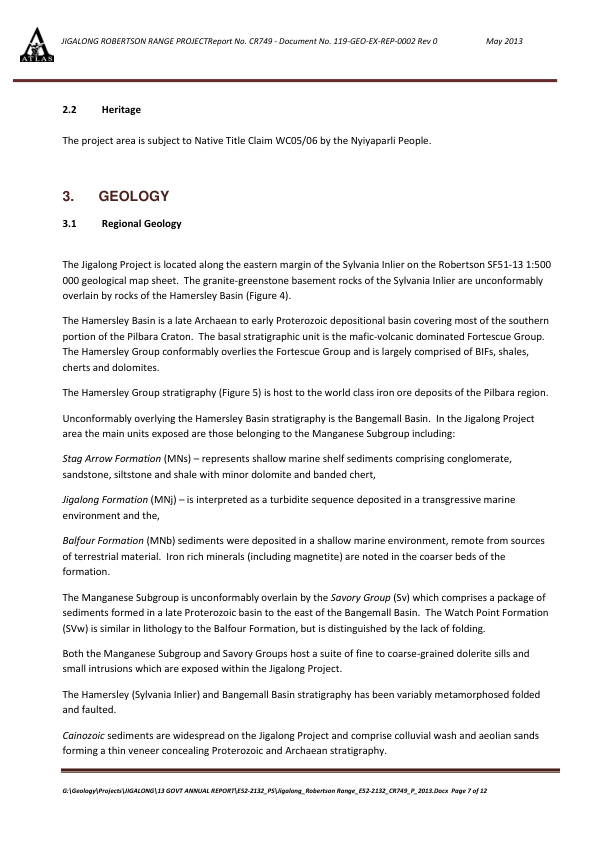 JIGALONG ROBERTSON RANGE PROJECTReport No. CR749 - Document No. 119-GEO-EX-REP-0002 Rev 0 May 2013
ATLAS
2.2 Heritage
The project area is subject to Native Title Claim WC05/06 by the Nyiyaparli People.
3. GEOLOGY
3.1 Regional Geology
The Jigalong Project is located along the eastern margin of the Sylvania Inlier on the Robertson SF51-13 1:500
000 geological map sheet. The granite-greenstone basement rocks of the Sylvania Inlier are unconformably
overlain by rocks of the Hamersley Basin (Figure 4).
The Hamersley Basin is a late Archaean to early Proterozoic depositional basin covering most of the southern
portion of the Pilbara Craton. The basal stratigraphic unit is the mafic-volcanic dominated Fortescue Group.
The Hamersley Group conformably overlies the Fortescue Group and is largely comprised of BIFs, shales,
cherts and dolomites.
The Hamersley Group stratigraphy (Figure 5) is host to the world class iron ore deposits of the Pilbara region.
Unconformably overlying the Hamersley Basin stratigraphy is the Bangemall Basin. In the Jigalong Project
area the main units exposed are those belonging to the Manganese Subgroup including:
Stag Arrow Formation (MNs) – represents shallow marine shelf sediments comprising conglomerate,
sandstone, siltstone and shale with minor dolomite and banded chert,
Jigalong Formation (MNj) – is interpreted as a turbidite sequence deposited in a transgressive marine
environment and the,
Balfour Formation (MNb) sediments were deposited in a shallow marine environment, remote from sources
of terrestrial material. Iron rich minerals (including magnetite) are noted in the coarser beds of the
formation.
The Manganese Subgroup is unconformably overlain by the Savory Group (Sv) which comprises a package of
sediments formed in a late Proterozoic basin to the east of the Bangemall Basin. The Watch Point Formation
(SVw) is similar in lithology to the Balfour Formation, but is distinguished by the lack of folding.
Both the Manganese Subgroup and Savory Groups host a suite of fine to coarse-grained dolerite sills and
small intrusions which are exposed within the Jigalong Project.
The Hamersley (Sylvania Inlier) and Bangemall Basin stratigraphy has been variably metamorphosed folded
and faulted.
Cainozoic sediments are widespread on the Jigalong Project and comprise colluvial wash and aeolian sands
forming a thin veneer concealing Proterozoic and Archaean stratigraphy.
G:\Geology\Projects\JIGALONG\13 GOVT ANNUAL REPORT\E52-2132_PS\Jigalong_Robertson Range_E52-2132_CR749_P_2013.Docx Page 7 of 12